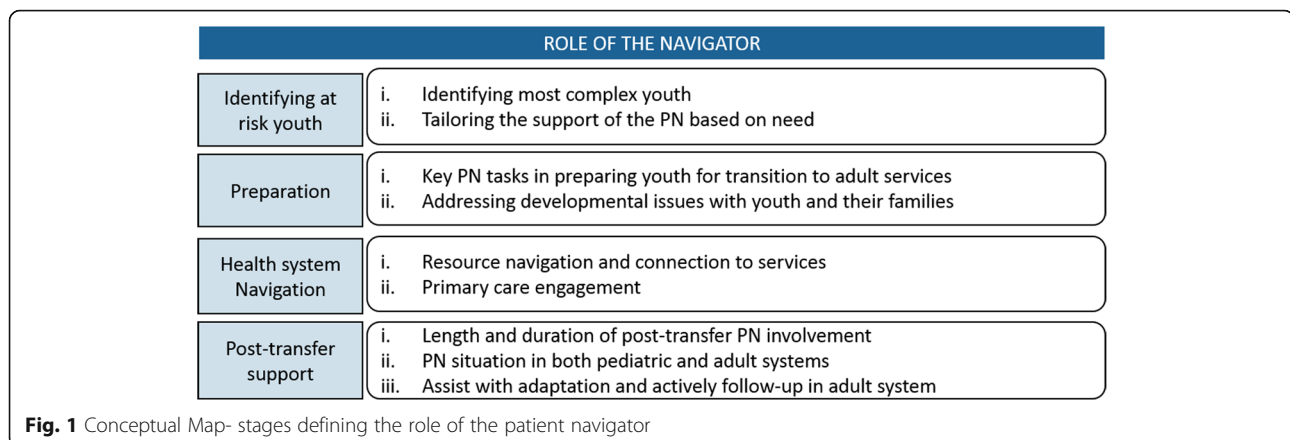 ROLE OF THE NAVIGATOR
Identifying at
risk youth
i. Identifying most complex youth
ii. Tailoring the support of the PN based on need
Preparation
i. Key PN tasks in preparing youth for transition to adult services
ii. Addressing developmental issues with youth and their families
Health system
Navigation
i. Resource navigation and connection to services
ii. Primary care engagement
Post-transfer
support
i. Length and duration of post-transfer PN involvement
ii. PN situation in both pediatric and adult systems
iii. Assist with adaptation and actively follow-up in adult system
Fig. 1 Conceptual Map- stages defining the role of the patient navigator